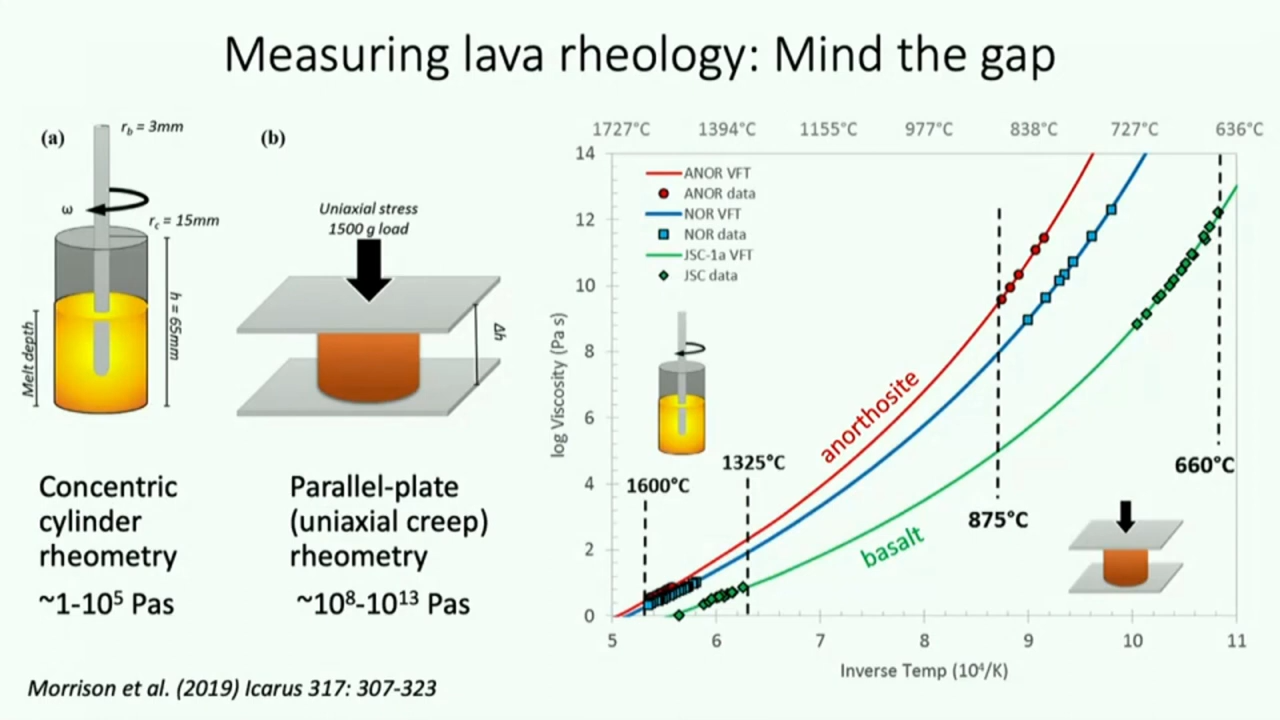 Measuring lava rheology: Mind the gap
(a)
r_b = 3mm
ω
r_c = 15mm
h = 65mm
Melt depth
(b)
Uniaxial stress
1500 g load
Δh
Concentric
cylinder
rheometry
~1-10⁵ Pas
Parallel-plate
(uniaxial creep)
rheometry
~10⁸-10¹³ Pas
Morrison et al. (2019) Icarus 317: 307-323
1727°C 1394°C 1155°C 977°C 838°C 727°C 636°C
14
12
10
8
6
4
2
0
log Viscosity (Pa s)
ANOR VFT
ANOR data
NOR VFT
NOR data
JSC-1a VFT
JSC data
anorthosite
basalt
1600°C
1325°C
875°C
660°C
5 6 7 8 9 10 11
Inverse Temp (10⁴/K)